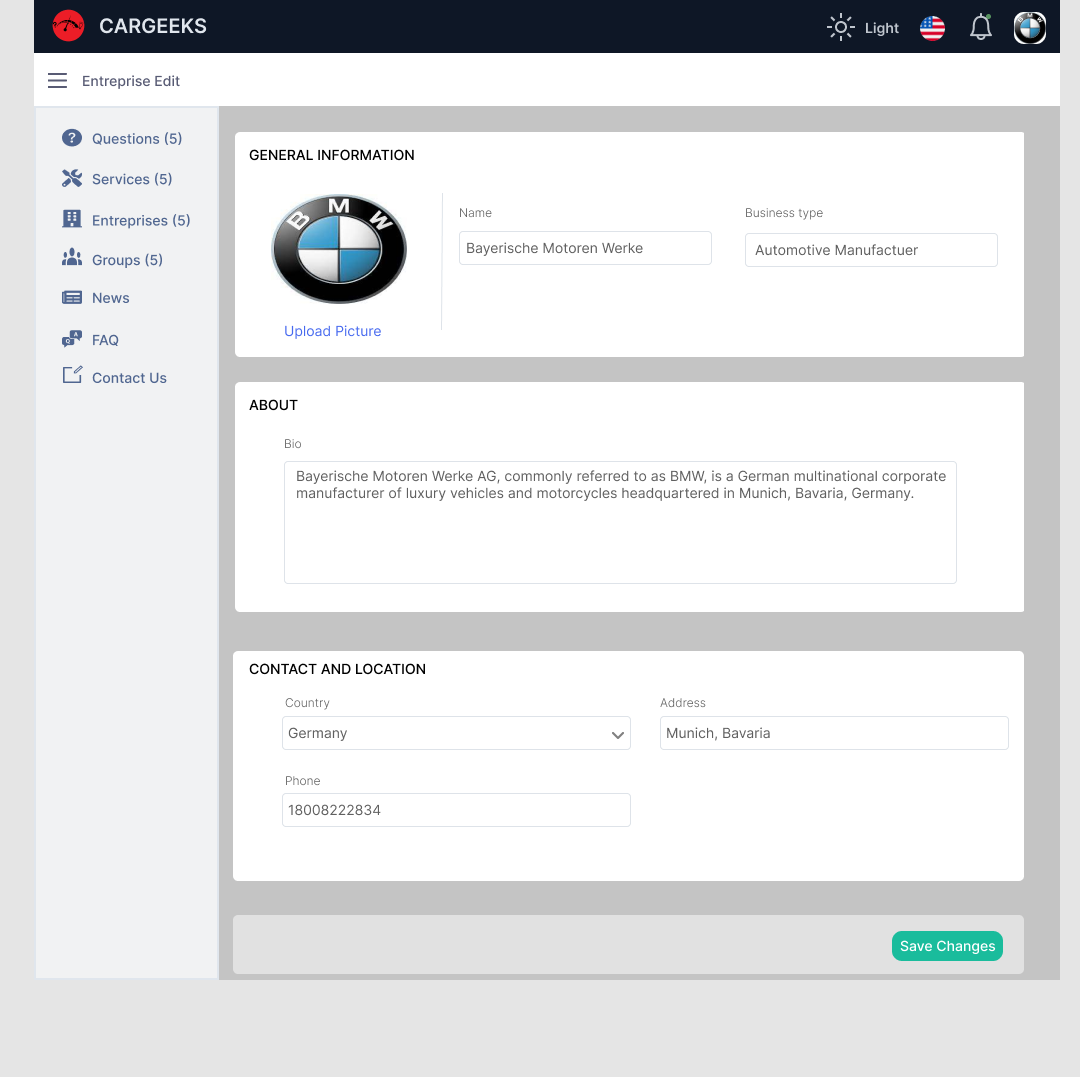 CARGEEKS
Light
BMW
Entreprise Edit
Questions (5)
Services (5)
Entreprises (5)
Groups (5)
News
FAQ
Contact Us
GENERAL INFORMATION
BMW
Upload Picture
Name
Bayerische Motoren Werke
Business type
Automotive Manufactuer
ABOUT
Bio
Bayerische Motoren Werke AG, commonly referred to as BMW, is a German multinational corporate
manufacturer of luxury vehicles and motorcycles headquartered in Munich, Bavaria, Germany.
CONTACT AND LOCATION
Country
Germany
Address
Munich, Bavaria
Phone
18008222834
Save Changes